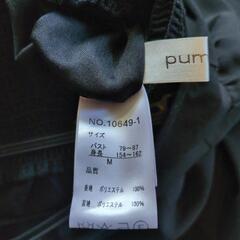 pum
NO.10649-1
サイズ
バスト 79~87
身長 154~162
M
品質
表地 ポリエステル 100%
裏地 ポリエステル 100%